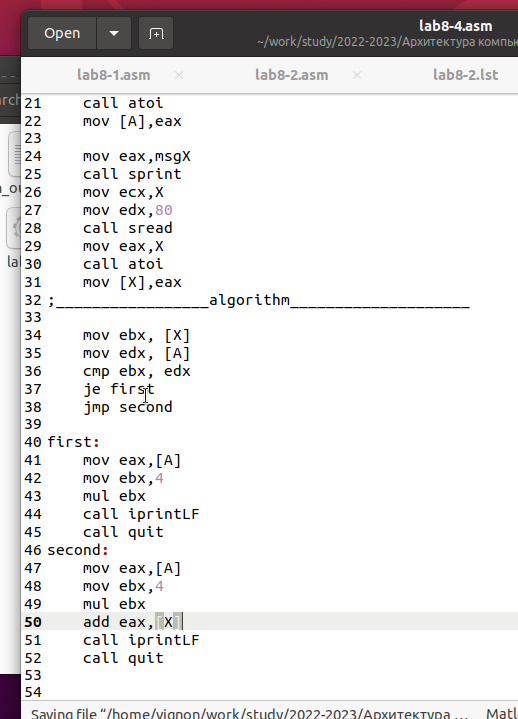 Open
lab8-4.asm
~/work/study/2022-2023/Архитектура
lab8-1.asm × lab8-2.asm × lab8-2.lst
21 call atoi
22 mov [A],eax
23
24 mov eax,msgX
25 call sprint
26 mov ecx,X
27 mov edx,80
28 call sread
29 mov eax,X
30 call atoi
31 mov [X],eax
32 ;_________________algorithm____________________
33
34 mov ebx, [X]
35 mov edx, [A]
36 cmp ebx, edx
37 je first
38 jmp second
39
40 first:
41 mov eax,[A]
42 mov ebx,4
43 mul ebx
44 call iprintLF
45 call quit
46 second:
47 mov eax,[A]
48 mov ebx,4
49 mul ebx
50 add eax,[X]
51 call iprintLF
52 call quit
53
54
Saving file “/home/vignon/work/study/2022-2023/Архитектура ...